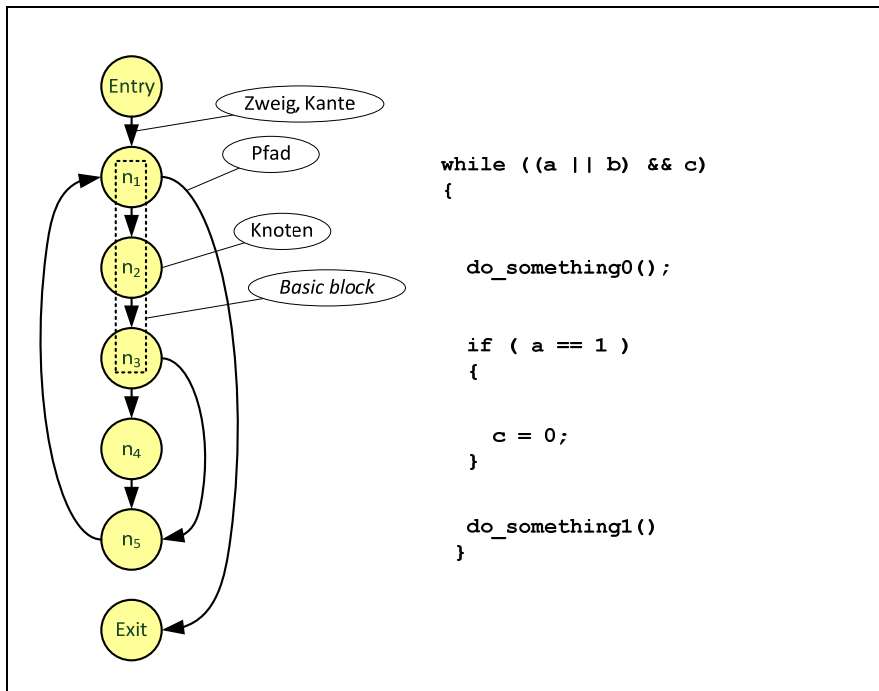 Entry
Zweig, Kante
n₁
Pfad
n₂
Knoten
Basic block
n₃
n₄
n₅
Exit
while ((a || b) && c)
{
do_something0();
if ( a == 1 )
{
c = 0;
}
do_something1()
}